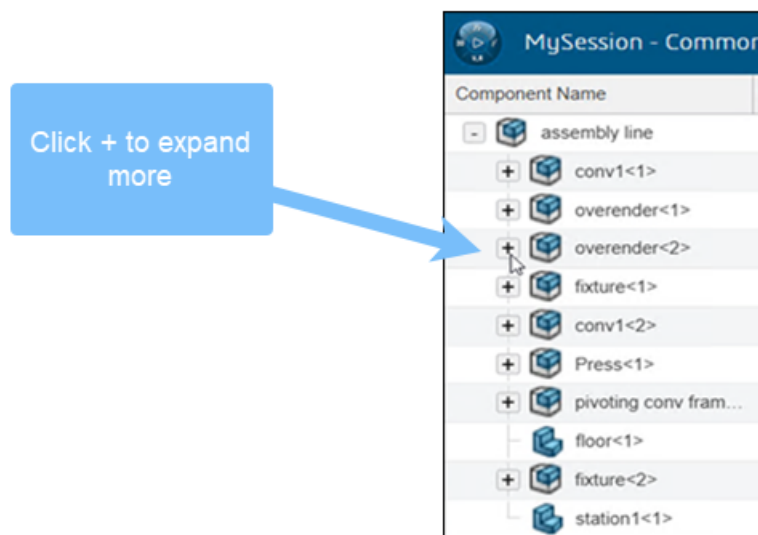 Click + to expand
more
MySession - Common
Component Name
assembly line
conv1<1>
overender<1>
overender<2>
fixture<1>
conv1<2>
Press<1>
pivoting conv fram...
floor<1>
fixture<2>
station1<1>